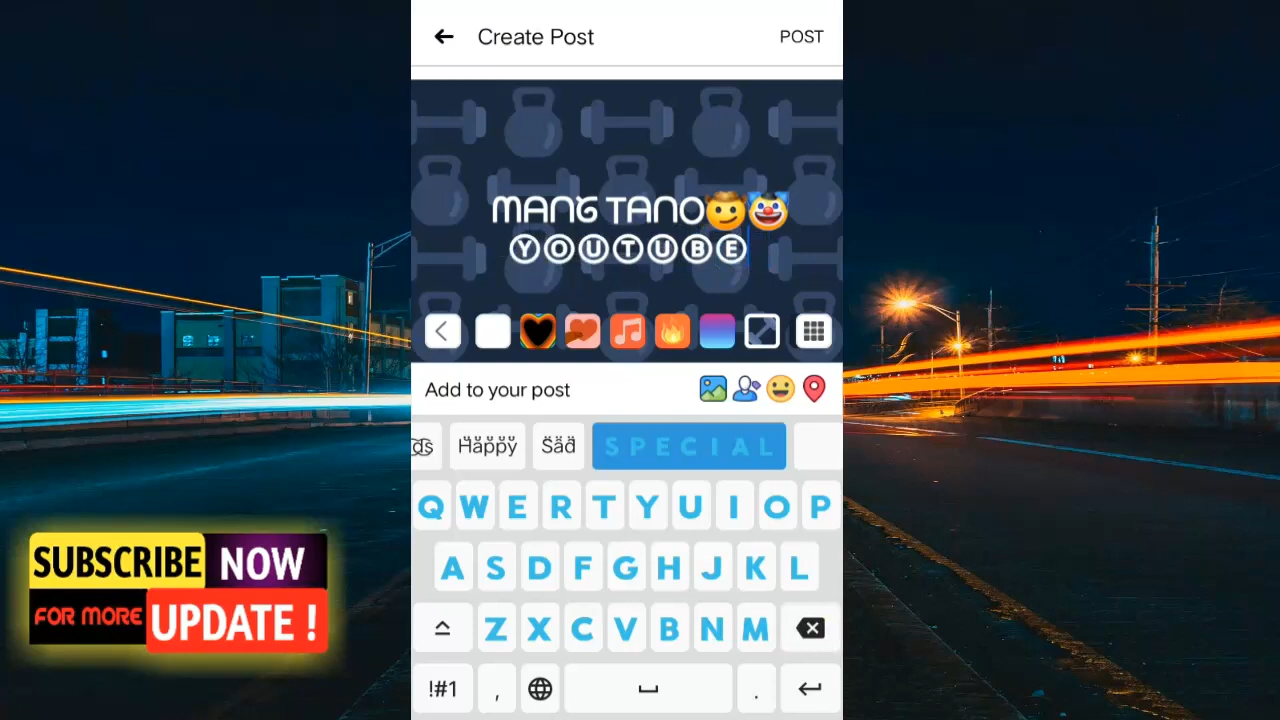 Create Post
POST
MANG TANO🤠🤡
ⓎⓄⓊⓉⓊⒷⒺ
Add to your post
Häppÿ
Säd
SPECIAL
Q W E R T Y U I O P
A S D F G H J K L
Z X C V B N M
!#1 , .
SUBSCRIBE NOW
FOR MORE UPDATE !